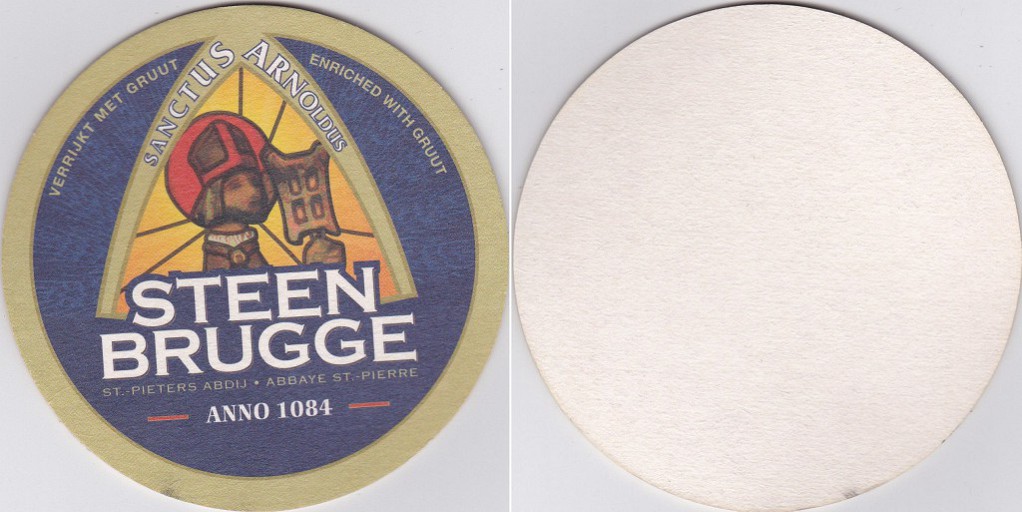 VERRIJKT MET GRUUT
SANCTUS ARNOLDUS
ENRICHED WITH GRUUT
STEEN
BRUGGE
ST.-PIETERS ABDIJ • ABBAYE ST.-PIERRE
ANNO 1084